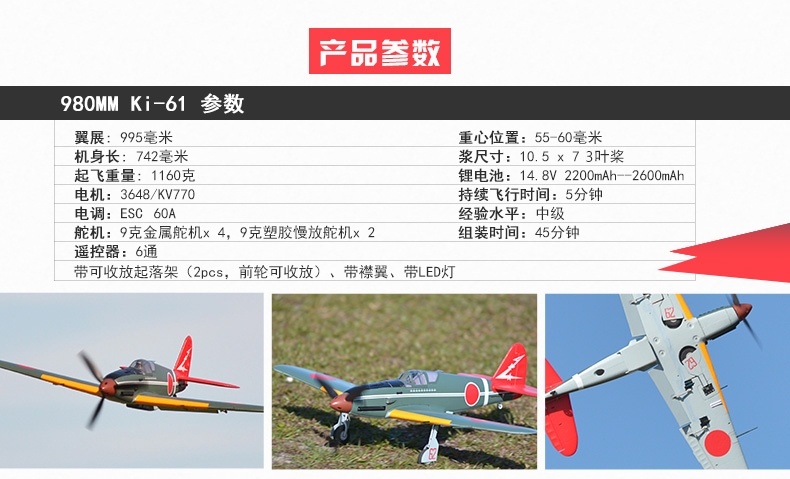 产品参数
980MM Ki-61 参数
翼展: 995毫米
重心位置: 55-60毫米
机身长: 742毫米
浆尺寸: 10.5 x 7 3叶桨
起飞重量: 1160克
锂电池: 14.8V 2200mAh--2600mAh
电机: 3648/KV770
持续飞行时间: 5分钟
电调: ESC 60A
经验水平: 中级
舵机: 9克金属舵机x 4, 9克塑胶慢放舵机x 2
组装时间: 45分钟
遥控器: 6通
带可收放起落架（2pcs, 前轮可收放）、带襟翼、带LED灯
62
62